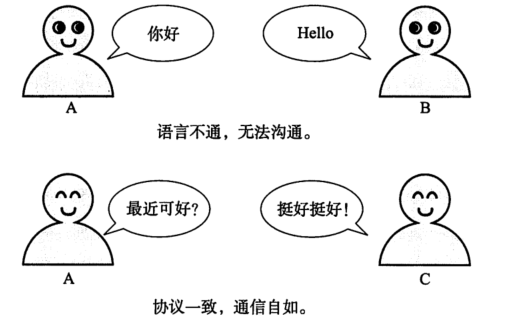 你好
Hello
A
B
语言不通，无法沟通。
最近可好？
挺好挺好！
A
C
协议一致，通信自如。